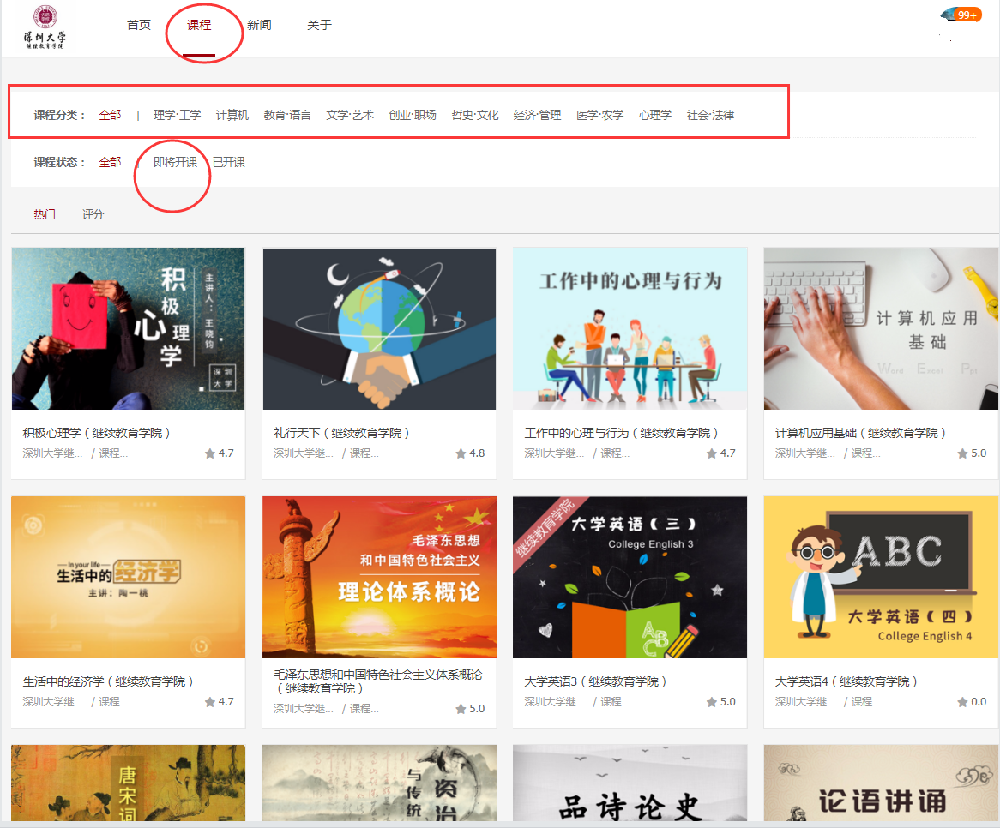 深圳大学
继续教育学院
首页 课程 新闻 关于
99+
课程分类： 全部 | 理学·工学 计算机 教育·语言 文学·艺术 创业·职场 哲史·文化 经济·管理 医学·农学 心理学 社会·法律
课程状态： 全部 | 即将开课 已开课
热门 评分
积极心理学
主讲人：王晓钧
深圳
大学
工作中的心理与行为
计算机应用
基础
Word Excel Ppt
积极心理学（继续教育学院）
深圳大学继... / 课程... 4.7
礼行天下（继续教育学院）
深圳大学继... / 课程... 4.8
工作中的心理与行为（继续教育学院）
深圳大学继... / 课程... 4.7
计算机应用基础（继续教育学院）
深圳大学继... / 课程... 5.0
In your life
生活中的经济学
主讲：陶一桃
毛泽东思想
和中国特色社会主义
理论体系概论
继续教育学院
大学英语（三）
College English 3
ABC
ABC
大学英语（四）
College English 4
生活中的经济学（继续教育学院）
深圳大学继... / 课程... 4.7
毛泽东思想和中国特色社会主义体系概论
（继续教育学院）
深圳大学继... / 课程... 5.0
大学英语3（继续教育学院）
深圳大学继... / 课程... 5.0
大学英语4（继续教育学院）
深圳大学继... / 课程... 0.0
唐宋词
资治
与传统
品诗论史
论语讲诵